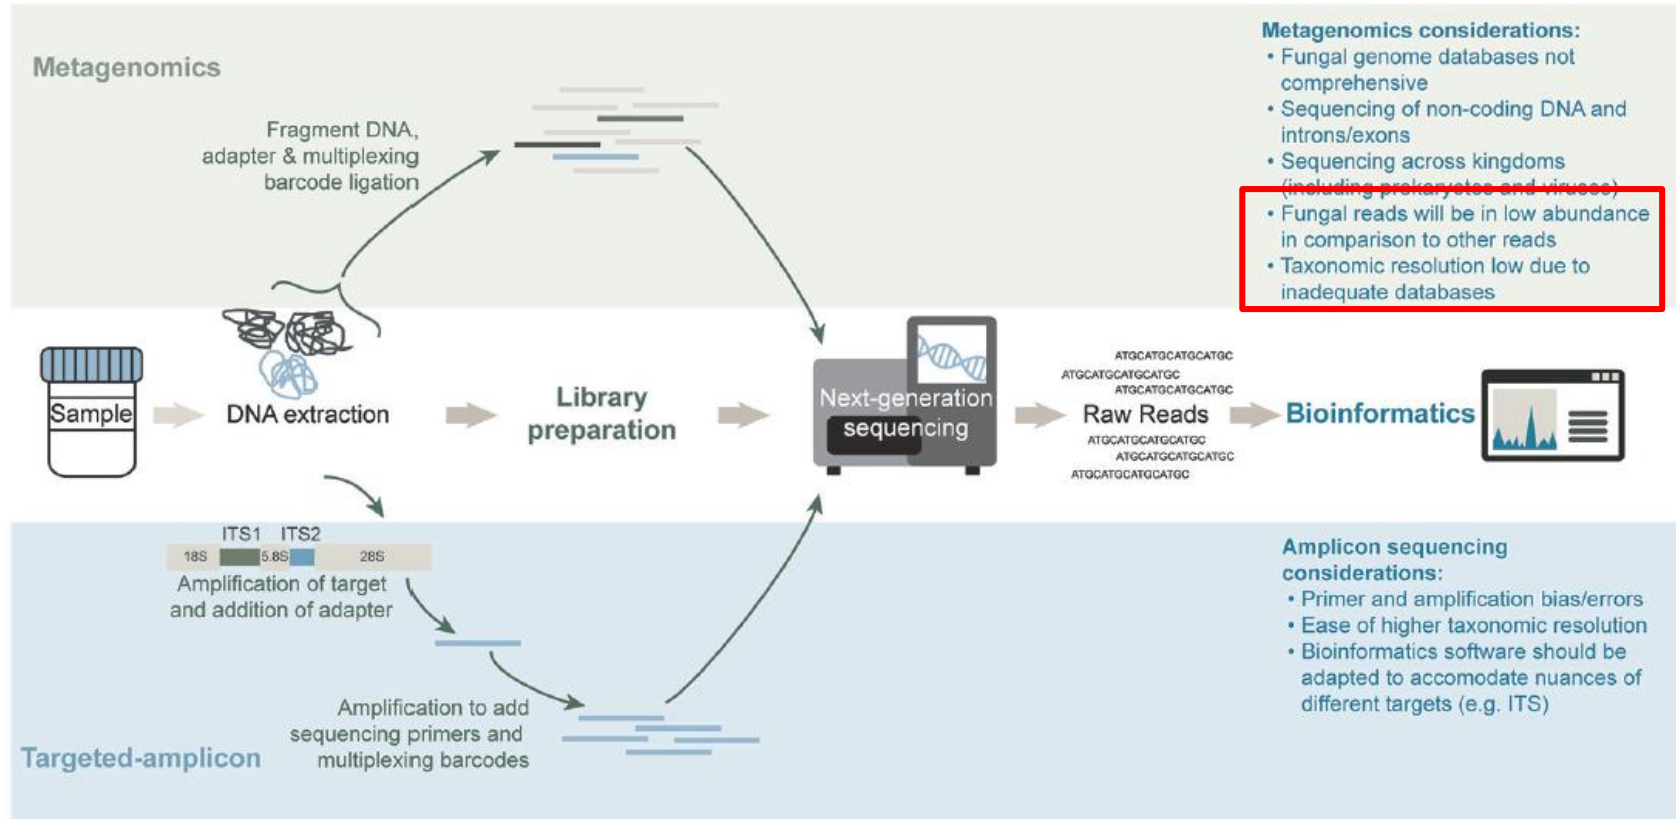 Metagenomics
Fragment DNA,
adapter & multiplexing
barcode ligation
Metagenomics considerations:
• Fungal genome databases not
comprehensive
• Sequencing of non-coding DNA and
introns/exons
• Sequencing across kingdoms
(including prokaryotes and viruses)
• Fungal reads will be in low abundance
in comparison to other reads
• Taxonomic resolution low due to
inadequate databases
Sample
DNA extraction
Library
preparation
Next-generation
sequencing
ATGCATGCATGCATGC
ATGCATGCATGCATGC
ATGCATGCATGCATGC
Raw Reads
ATGCATGCATGCATGC
ATGCATGCATGCATGC
ATGCATGCATGCATGC
Bioinformatics
ITS1 ITS2
18S 5.8S 28S
Amplification of target
and addition of adapter
Amplification to add
sequencing primers and
multiplexing barcodes
Targeted-amplicon
Amplicon sequencing
considerations:
• Primer and amplification bias/errors
• Ease of higher taxonomic resolution
• Bioinformatics software should be
adapted to accomodate nuances of
different targets (e.g. ITS)